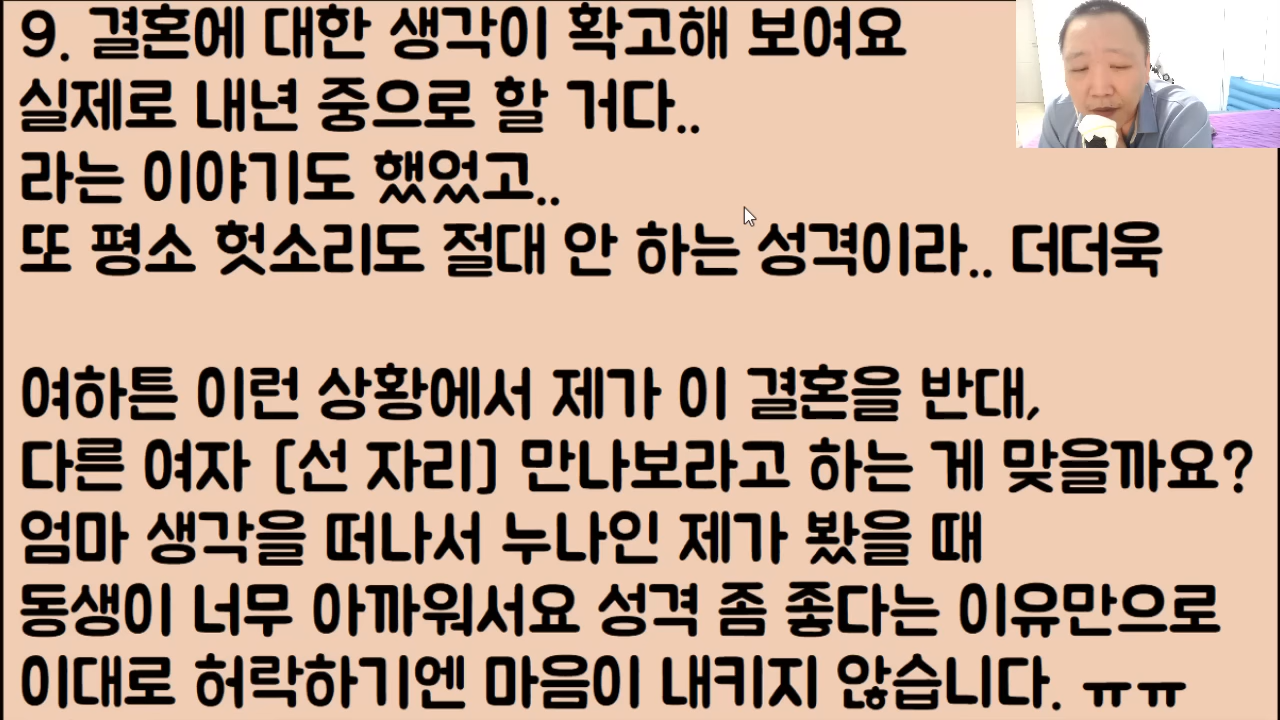 9. 결혼에 대한 생각이 확고해 보여요
실제로 내년 중으로 할 거다..
라는 이야기도 했었고..
또 평소 헛소리도 절대 안 하는 성격이라.. 더더욱
여하튼 이런 상황에서 제가 이 결혼을 반대,
다른 여자 [선 자리] 만나보라고 하는 게 맞을까요?
엄마 생각을 떠나서 누나인 제가 봤을 때
동생이 너무 아까워서요 성격 좀 좋다는 이유만으로
이대로 허락하기엔 마음이 내키지 않습니다. ㅠㅠ